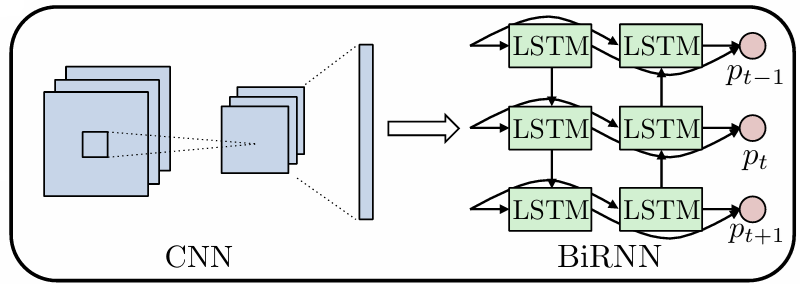 LSTM LSTM
p_{t-1}
LSTM LSTM
p_t
LSTM LSTM
p_{t+1}
CNN BiRNN